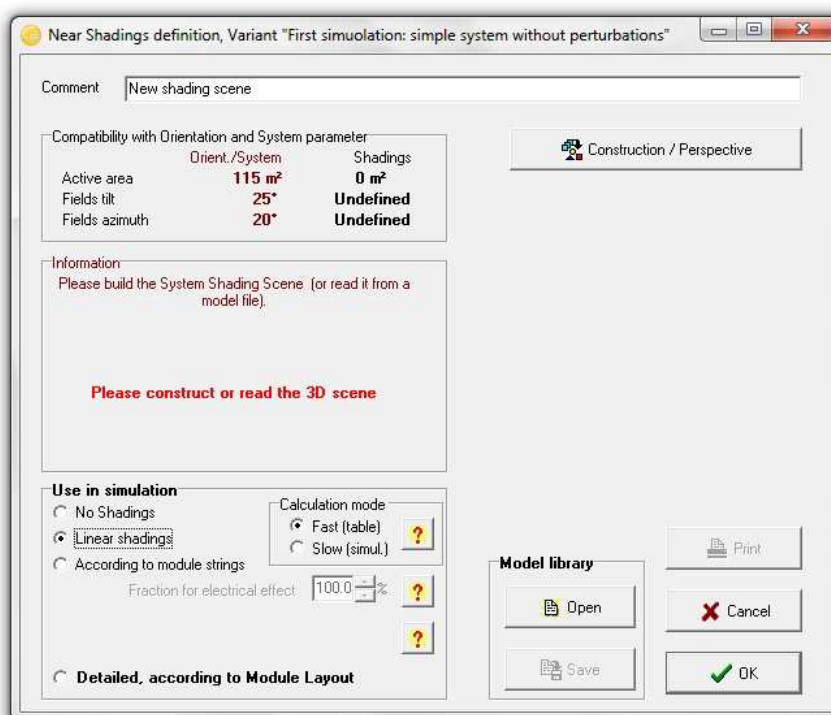 Near Shadings definition, Variant "First simuolation: simple system without perturbations"
Comment New shading scene
Compatibility with Orientation and System parameter
Orient./System Shadings
Active area 115 m² 0 m²
Fields tilt 25° Undefined
Fields azimuth 20° Undefined
Construction / Perspective
Information
Please build the System Shading Scene (or read it from a
model file).
Please construct or read the 3D scene
Use in simulation
No Shadings
Linear shadings
According to module strings
Fraction for electrical effect 100.0 %
Calculation mode
Fast (table)
Slow (simul.)
?
?
?
Detailed, according to Module Layout
Model library
Open
Save
Print
Cancel
OK